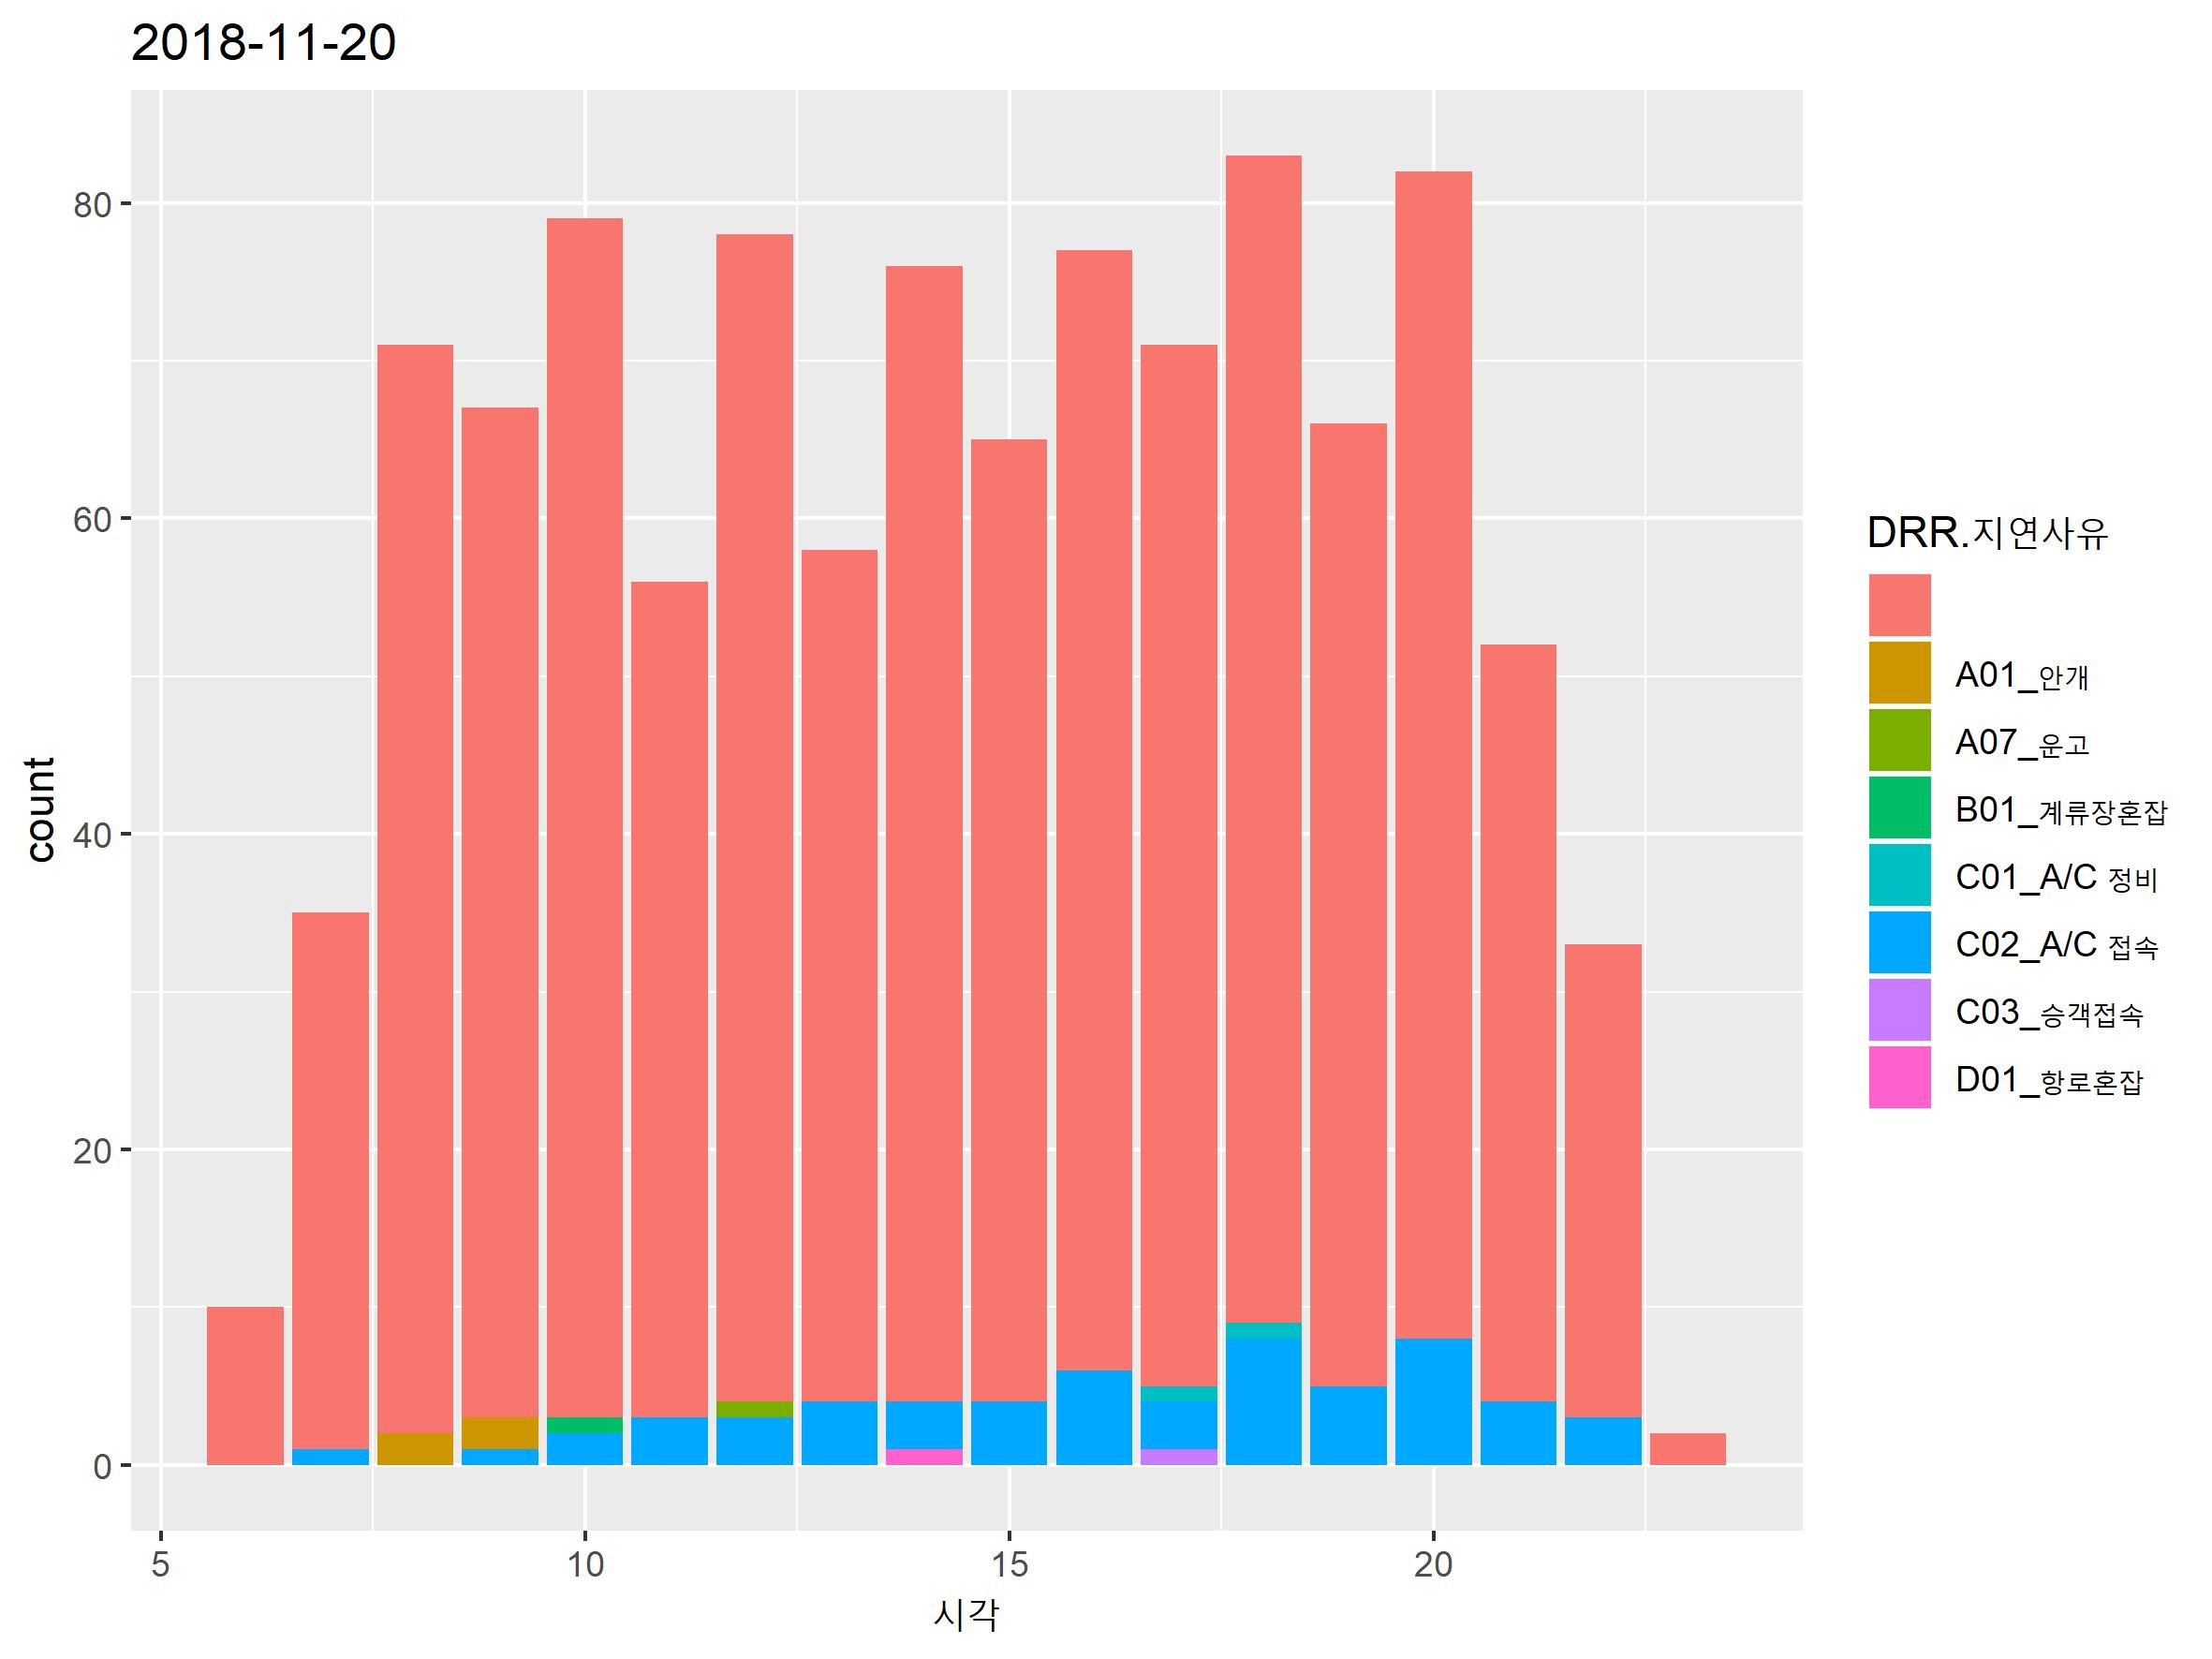 2018-11-20
80
60
40
20
0
count
5 10 15 20
시각
DRR.지연사유
A01_안개
A07_운고
B01_계류장혼잡
C01_A/C 정비
C02_A/C 접속
C03_승객접속
D01_항로혼잡